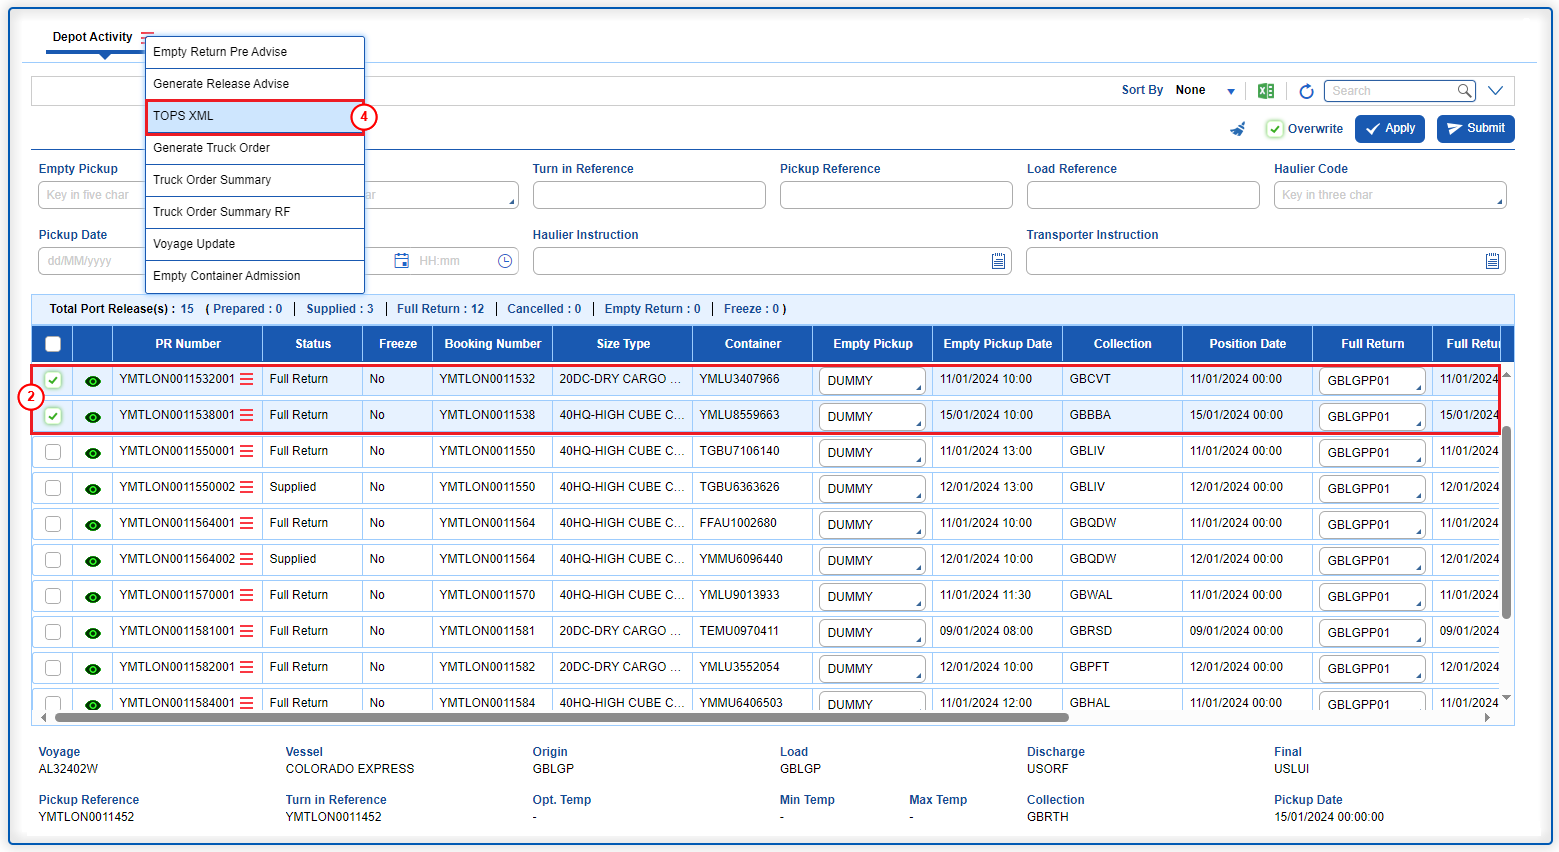 Depot Activity
Empty Return Pre Advise
Generate Release Advise
TOPS XML
4
Generate Truck Order
Truck Order Summary
Truck Order Summary RF
Voyage Update
Empty Container Admission
Sort By None Search
Overwrite Apply Submit
Empty Pickup Turn in Reference Pickup Reference Load Reference Haulier Code
Key in five char Key in three char
Pickup Date Haulier Instruction Transporter Instruction
dd/MM/yyyy HH:mm
Total Port Release(s) : 15 ( Prepared : 0 | Supplied : 3 | Full Return : 12 | Cancelled : 0 | Empty Return : 0 | Freeze : 0 )
PR Number Status Freeze Booking Number Size Type Container Empty Pickup Empty Pickup Date Collection Position Date Full Return
2
YMTLON0011532001 Full Return No YMTLON0011532 20DC-DRY CARGO ... YMLU3407966 DUMMY 11/01/2024 10:00 GBCVT 11/01/2024 00:00 GBLGPP01 11/01/2024
YMTLON0011538001 Full Return No YMTLON0011538 40HQ-HIGH CUBE C... YMLU8559663 DUMMY 15/01/2024 10:00 GBBBA 15/01/2024 00:00 GBLGPP01 15/01/2024
YMTLON0011550001 Full Return No YMTLON0011550 40HQ-HIGH CUBE C... TGBU7106140 DUMMY 11/01/2024 13:00 GBLIV 11/01/2024 00:00 GBLGPP01 11/01/2024
YMTLON0011550002 Supplied No YMTLON0011550 40HQ-HIGH CUBE C... TGBU6363626 DUMMY 12/01/2024 13:00 GBLIV 12/01/2024 00:00 GBLGPP01 12/01/2024
YMTLON0011564001 Full Return No YMTLON0011564 40HQ-HIGH CUBE C... FFAU1002680 DUMMY 11/01/2024 10:00 GBQDW 11/01/2024 00:00 GBLGPP01 11/01/2024
YMTLON0011564002 Supplied No YMTLON0011564 40HQ-HIGH CUBE C... YMMU6096440 DUMMY 12/01/2024 10:00 GBQDW 12/01/2024 00:00 GBLGPP01 12/01/2024
YMTLON0011570001 Full Return No YMTLON0011570 40HQ-HIGH CUBE C... YMLU9013933 DUMMY 11/01/2024 11:30 GBWAL 11/01/2024 00:00 GBLGPP01 11/01/2024
YMTLON0011581001 Full Return No YMTLON0011581 20DC-DRY CARGO ... TEMU0970411 DUMMY 09/01/2024 08:00 GBRSD 09/01/2024 00:00 GBLGPP01 09/01/2024
YMTLON0011582001 Full Return No YMTLON0011582 20DC-DRY CARGO ... YMLU3552054 DUMMY 12/01/2024 10:00 GBPFT 12/01/2024 00:00 GBLGPP01 12/01/2024
YMTLON0011584001 Full Return No YMTLON0011584 40HQ-HIGH CUBE C... YMMU6406503 DUMMY 11/01/2024 12:00 GBHAL 11/01/2024 00:00 GBLGPP01 11/01/2024
Voyage Vessel Origin Load Discharge Final
AL32402W COLORADO EXPRESS GBLGP GBLGP USORF USLUI
Pickup Reference Turn in Reference Opt. Temp Min Temp Max Temp Collection Pickup Date
YMTLON0011452 YMTLON0011452 - - - GBRTH 15/01/2024 00:00:00